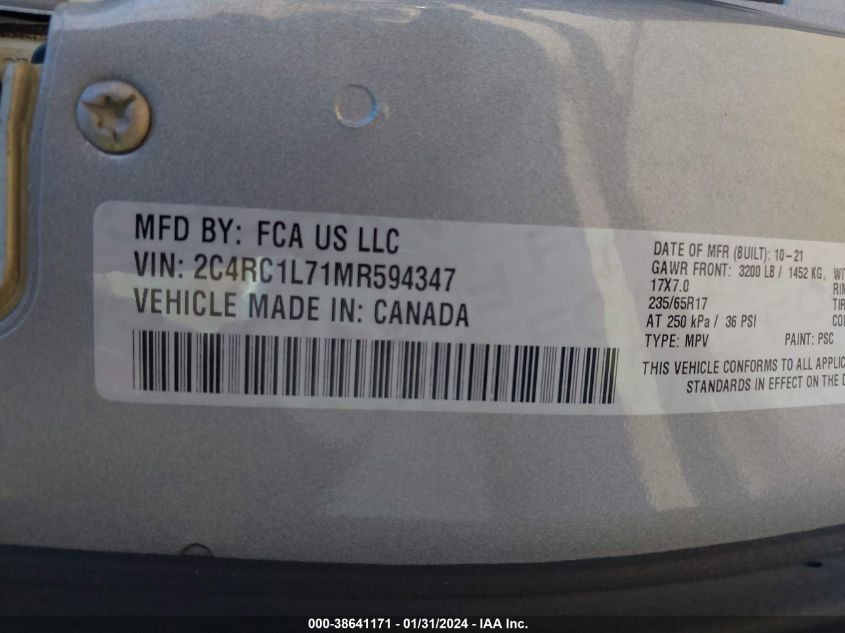 MFD BY: FCA US LLC
VIN: 2C4RC1L71MR594347
VEHICLE MADE IN: CANADA
DATE OF MFR (BUILT): 10-21
GAWR FRONT: 3200 LB / 1452 KG
17X7.0
235/65R17
AT 250 kPa / 36 PSI
TYPE: MPV PAINT: PSC
THIS VEHICLE CONFORMS TO ALL
STANDARDS IN EFFECT ON THE
000-38641171 - 01/31/2024 - IAA Inc.